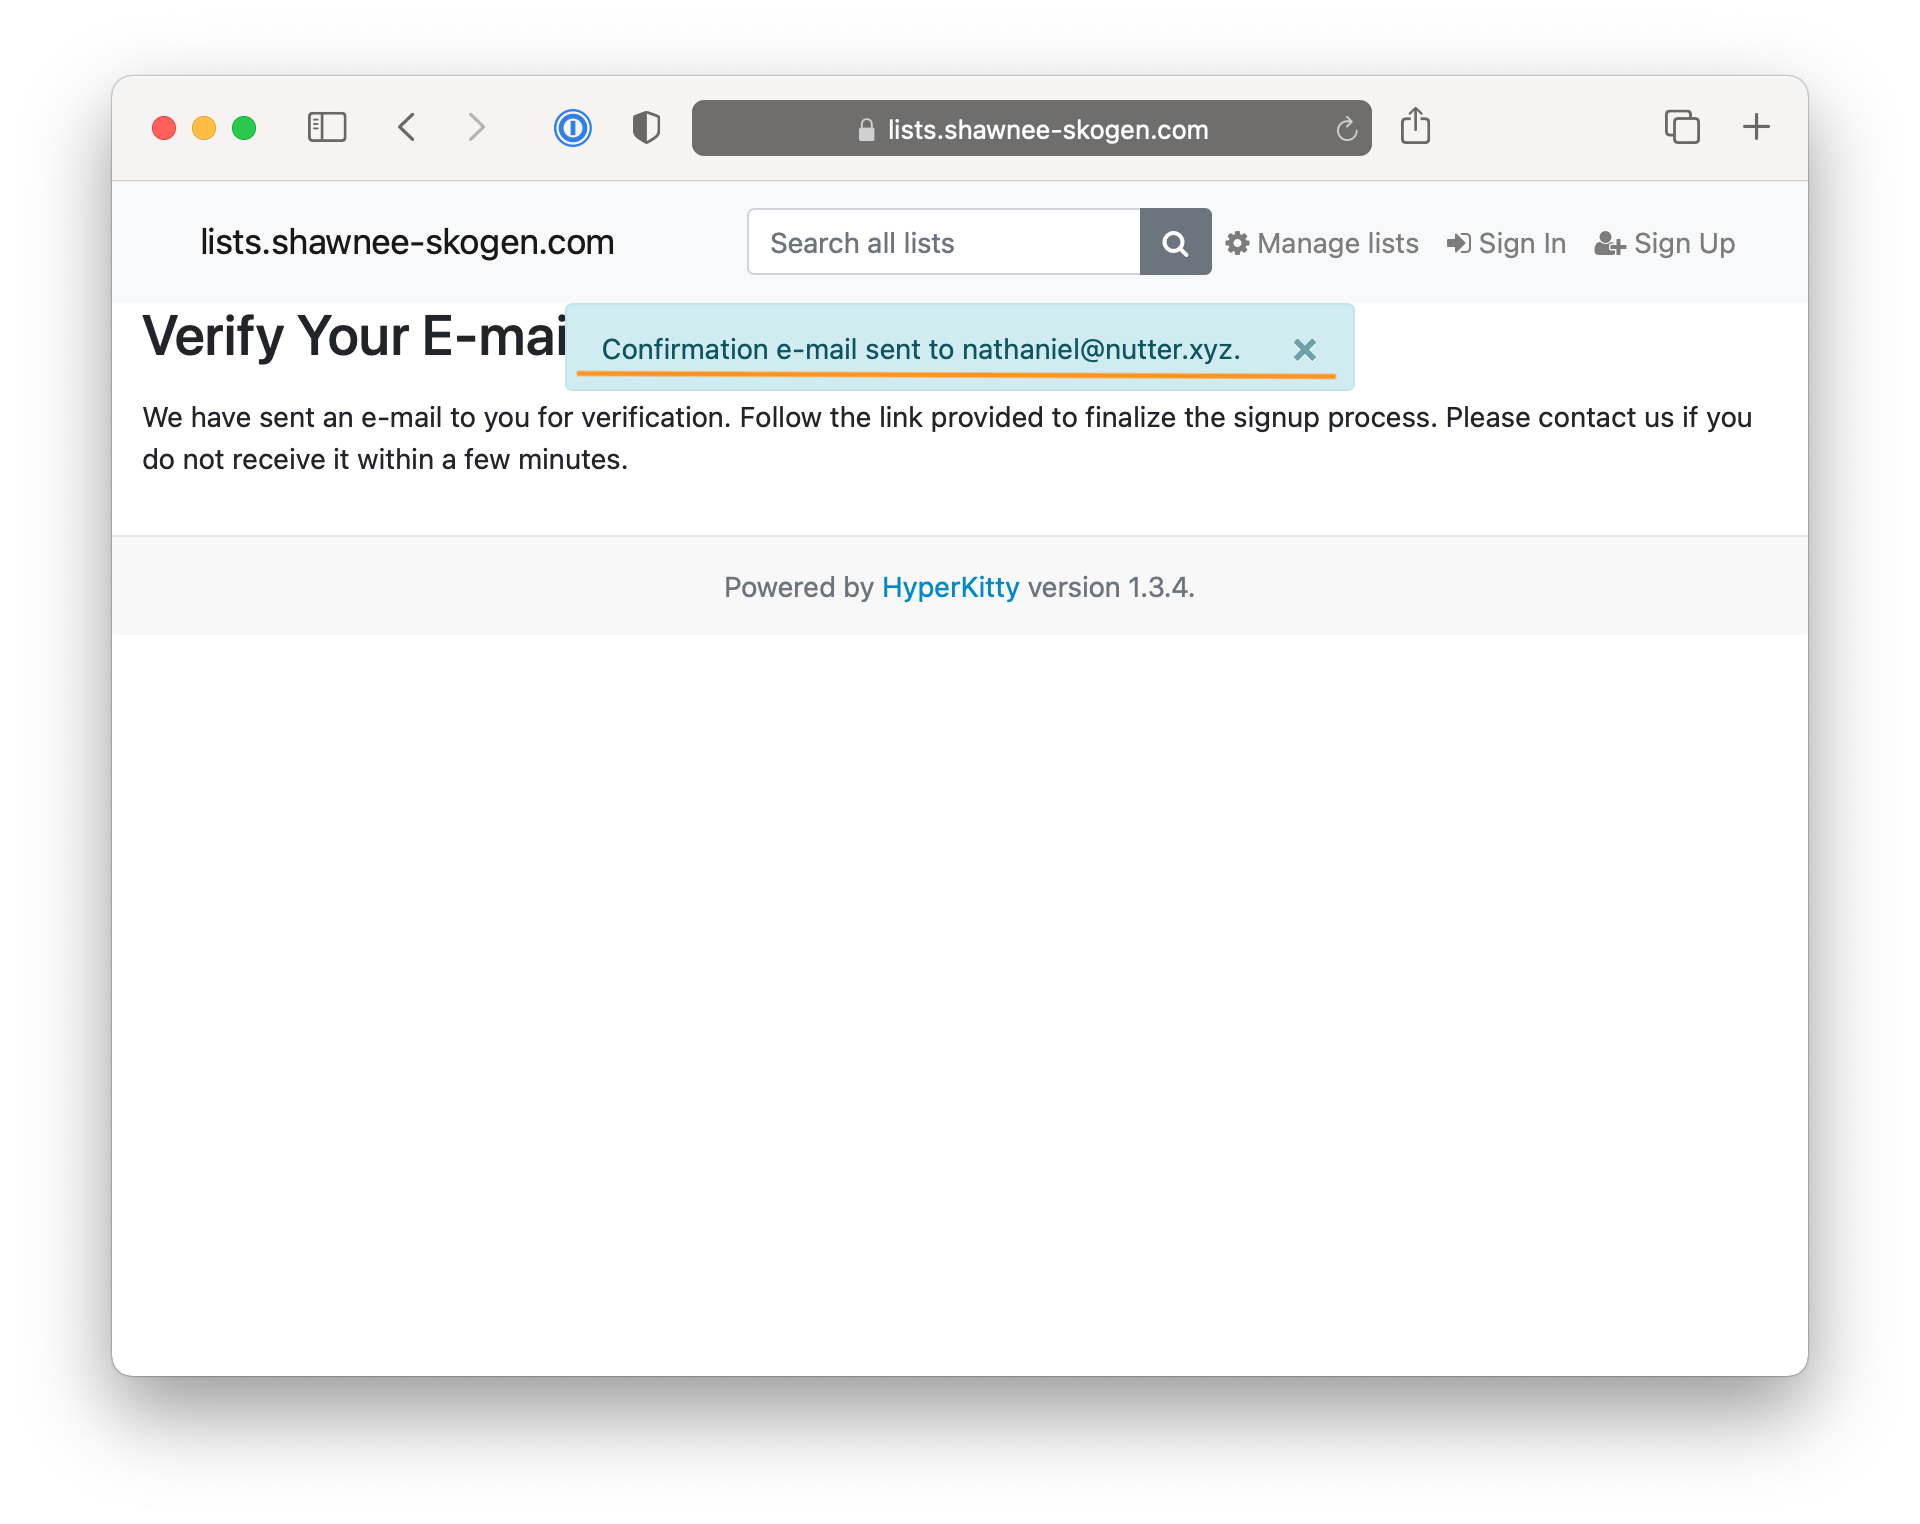 lists.shawnee-skogen.com
lists.shawnee-skogen.com
Search all lists
Manage lists
Sign In
Sign Up
Verify Your E-mai
Confirmation e-mail sent to nathaniel@nutter.xyz.
We have sent an e-mail to you for verification. Follow the link provided to finalize the signup process. Please contact us if you
do not receive it within a few minutes.
Powered by HyperKitty version 1.3.4.